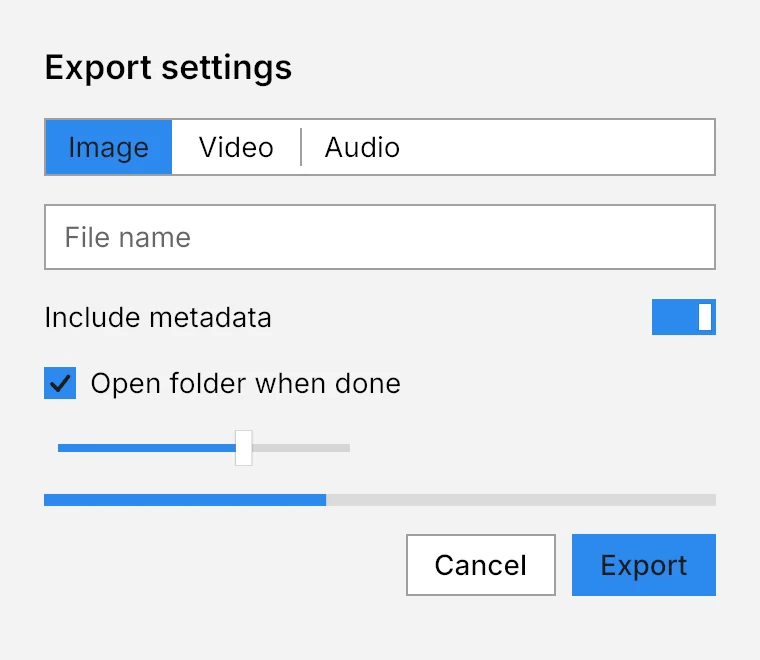 Export settings
Image Video Audio
File name
Include metadata
Open folder when done
Cancel Export